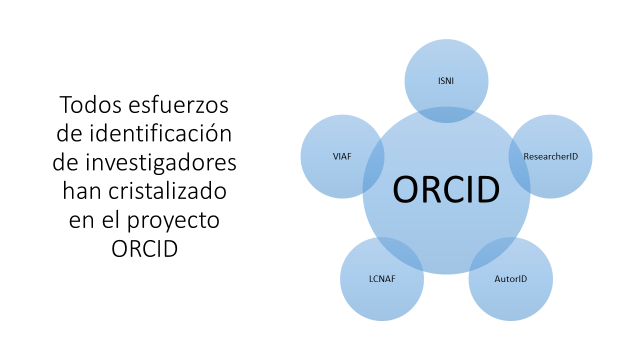 Todos esfuerzos
de identificación
de investigadores
han cristalizado
en el proyecto
ORCID
ISNI
VIAF
ResearcherID
ORCID
LCNAF
AutorID